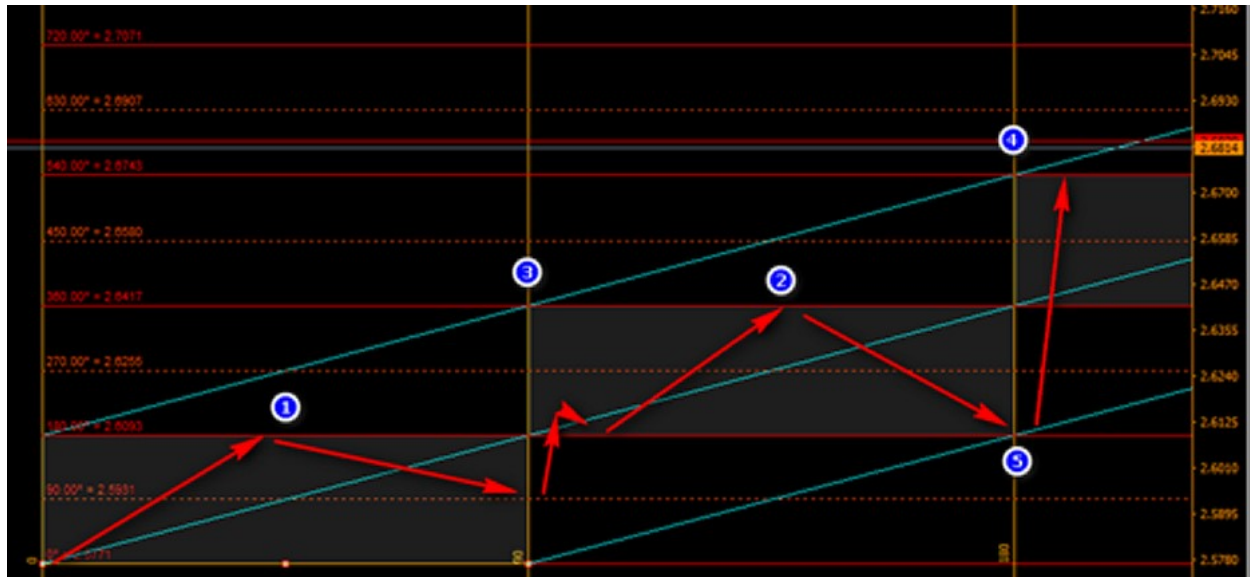 720.00° = 2.7071
630.00° = 2.6907
540.00° = 2.6743
450.00° = 2.6580
360.00° = 2.6417
270.00° = 2.6255
180.00° = 2.6093
90.00° = 2.5931
0° = 2.5771
1
2
3
4
5
0
90
180
2.7160
2.7045
2.6930
2.6814
2.6700
2.6585
2.6470
2.6355
2.6240
2.6125
2.6010
2.5895
2.5780